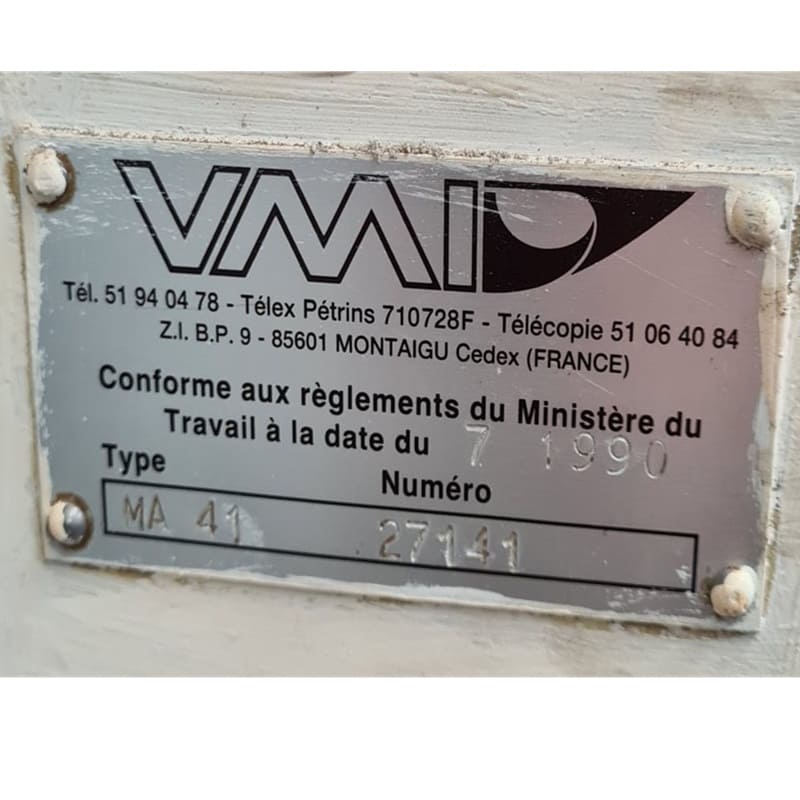 VMI
Tél. 51 94 04 78 - Télex Pétrins 710728F - Télécopie 51 06 40 84
Z.I. B.P. 9 - 85601 MONTAIGU Cedex (FRANCE)
Conforme aux règlements du Ministère du
Travail à la date du 7 1990
Type Numéro
MA 41 27141